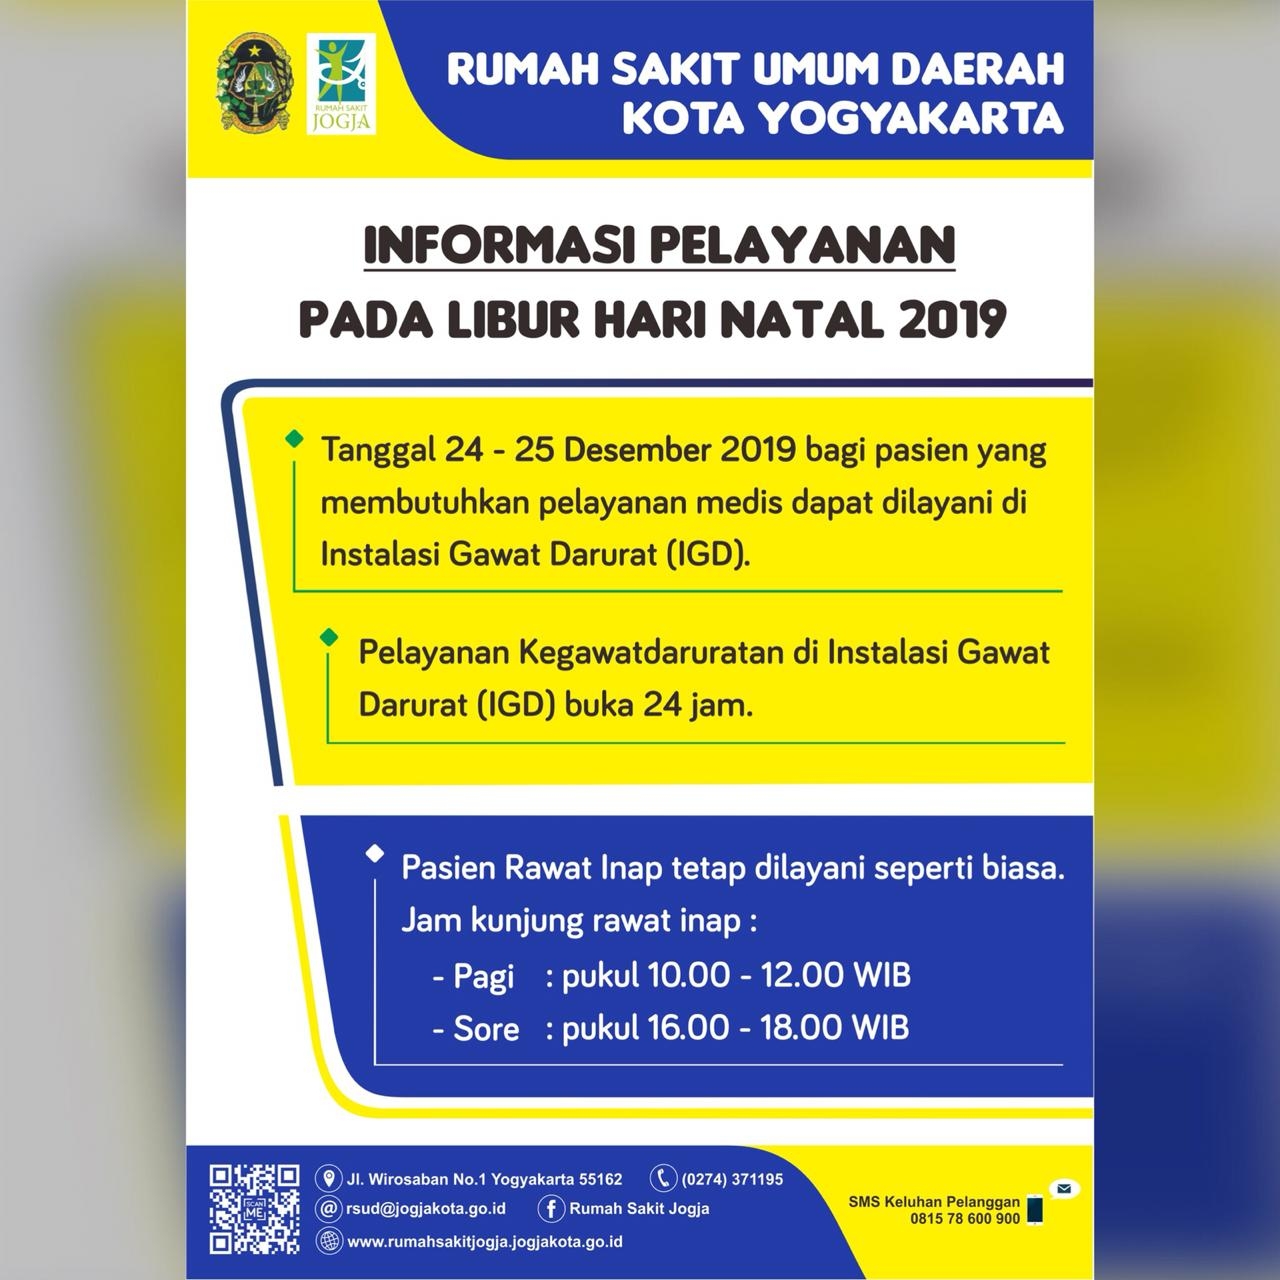 RUMAH SAKIT
JOGJA
RUMAH SAKIT UMUM DAERAH
KOTA YOGYAKARTA
INFORMASI PELAYANAN
PADA LIBUR HARI NATAL 2019
Tanggal 24 - 25 Desember 2019 bagi pasien yang
membutuhkan pelayanan medis dapat dilayani di
Instalasi Gawat Darurat (IGD).
Pelayanan Kegawatdaruratan di Instalasi Gawat
Darurat (IGD) buka 24 jam.
Pasien Rawat Inap tetap dilayani seperti biasa.
Jam kunjung rawat inap :
- Pagi : pukul 10.00 - 12.00 WIB
- Sore : pukul 16.00 - 18.00 WIB
SCAN
ME
Jl. Wirosaban No.1 Yogyakarta 55162 (0274) 371195
rsud@jogjakota.go.id Rumah Sakit Jogja
www.rumahsakitjogja.jogjakota.go.id
SMS Keluhan Pelanggan
0815 78 600 900